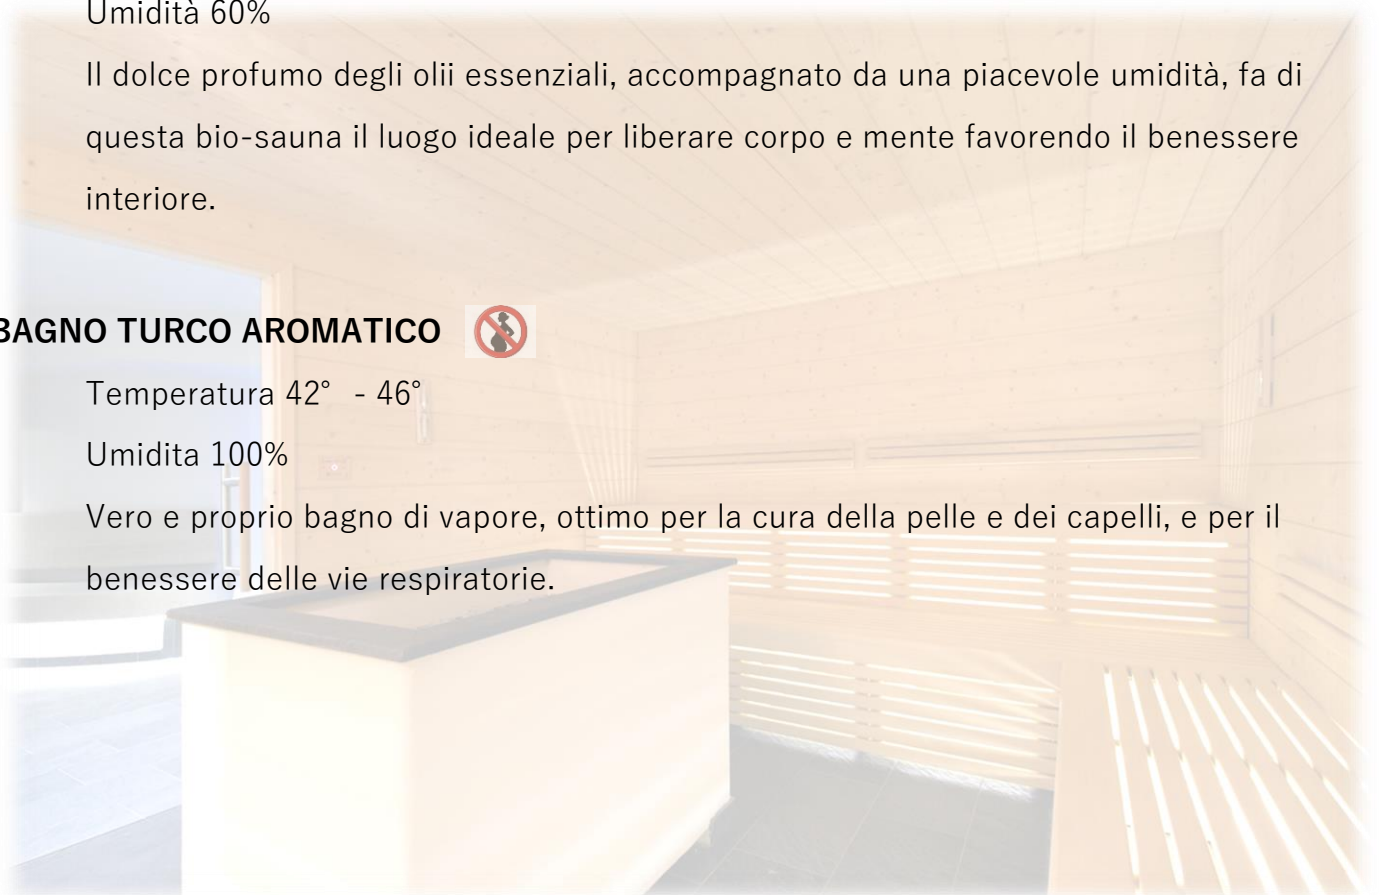 Umidità 60%
Il dolce profumo degli olii essenziali, accompagnato da una piacevole umidità, fa di
questa bio-sauna il luogo ideale per liberare corpo e mente favorendo il benessere
interiore.
BAGNO TURCO AROMATICO
Temperatura 42° - 46°
Umidita 100%
Vero e proprio bagno di vapore, ottimo per la cura della pelle e dei capelli, e per il
benessere delle vie respiratorie.